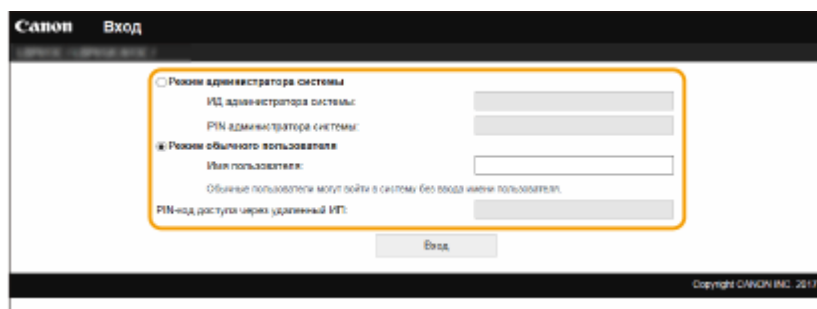 Canon Вход
Режим администратора системы
ИД администратора системы:
PIN администратора системы:
Режим обычного пользователя
Имя пользователя:
Обычные пользователи могут войти в систему без ввода имени пользователя.
PIN-код доступа через удаленный ИП:
Вход
Copyright CANON INC. 2017